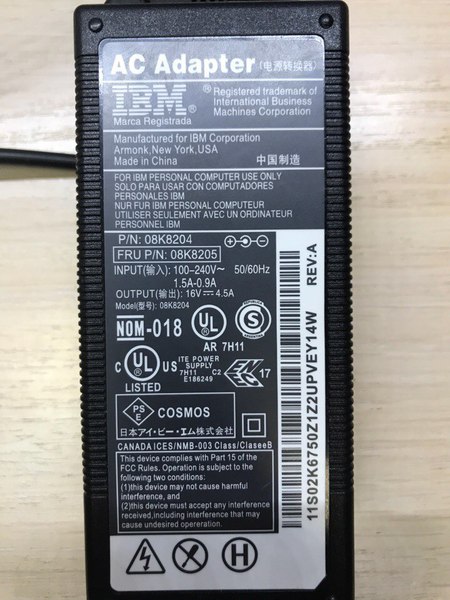 AC Adapter (电源转换器)
IBM ® Registered trademark of
International Business
Machines Corporation
Marca Registrada
Manufactured for IBM Corporation
Armonk,New York,USA
Made in China 中国制造
FOR IBM PERSONAL COMPUTER USE ONLY
SOLO PARA USAR CON COMPUTADORES
PERSONALES IBM
NUR FUR IBM PERSONAL COMPUTER
UTILISER SEULEMENT AVEC UN ORDINATEUR
PERSONNEL IBM
P/N: 08K8204
FRU P/N: 08K8205
INPUT(输入): 100-240V~ 50/60Hz
1.5A-0.9A
OUTPUT(输出): 16V 4.5A
Model(型号): 08K8204
NOM-018 UL S
AR 7H11
C UL US LISTED
ITE POWER
SUPPLY
7H11 C2
E186249
17
PS
E
COSMOS
日本アイ・ビー・エム株式会社
CANADA ICES/NMB-003 Class/ClasseB
This device complies with Part 15 of the
FCC Rules. Operation is subject to the
following two conditions:
(1)this device may not cause harmful
interference, and
(2)this device must accept any interference
received,including interference that may
cause undesired opereration.
H
REV:A
11S02K6750Z1Z2UPVEY14W